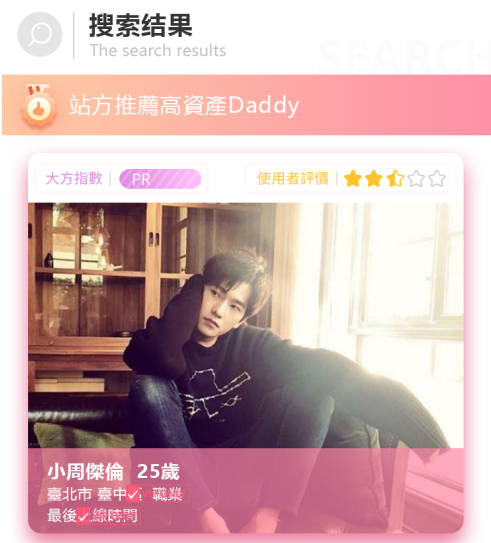 搜索结果
The search results
SEARCH
站方推薦高資產Daddy
大方指數 PR
使用者評價
小周傑倫 25歲
臺北市 臺中 職業
最後 線時間